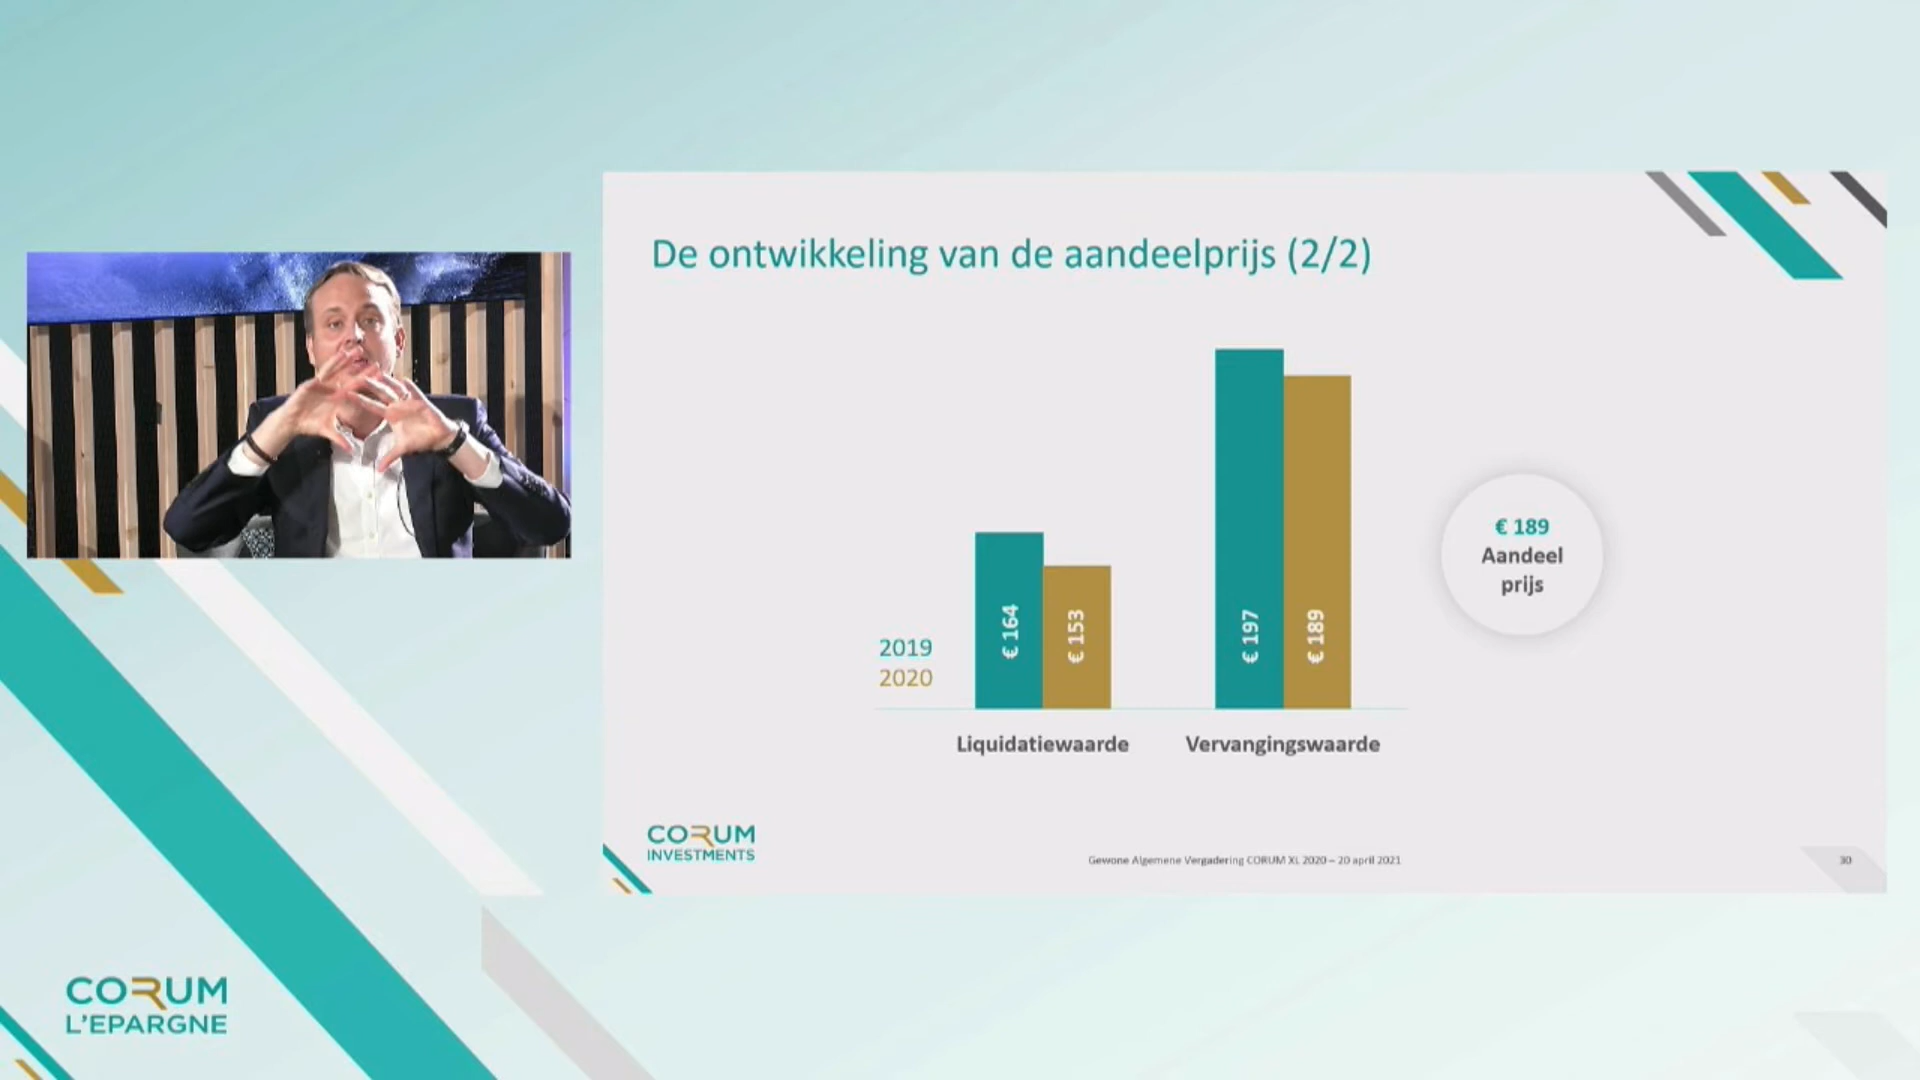 De ontwikkeling van de aandeelprijs (2/2)
2019
2020
€ 164
€ 153
€ 197
€ 189
Liquidatiewaarde
Vervangingswaarde
€ 189
Aandeel
prijs
CORUM
INVESTMENTS
Gewone Algemene Vergadering CORUM XL 2020 – 20 april 2021
30
CORUM
L'EPARGNE